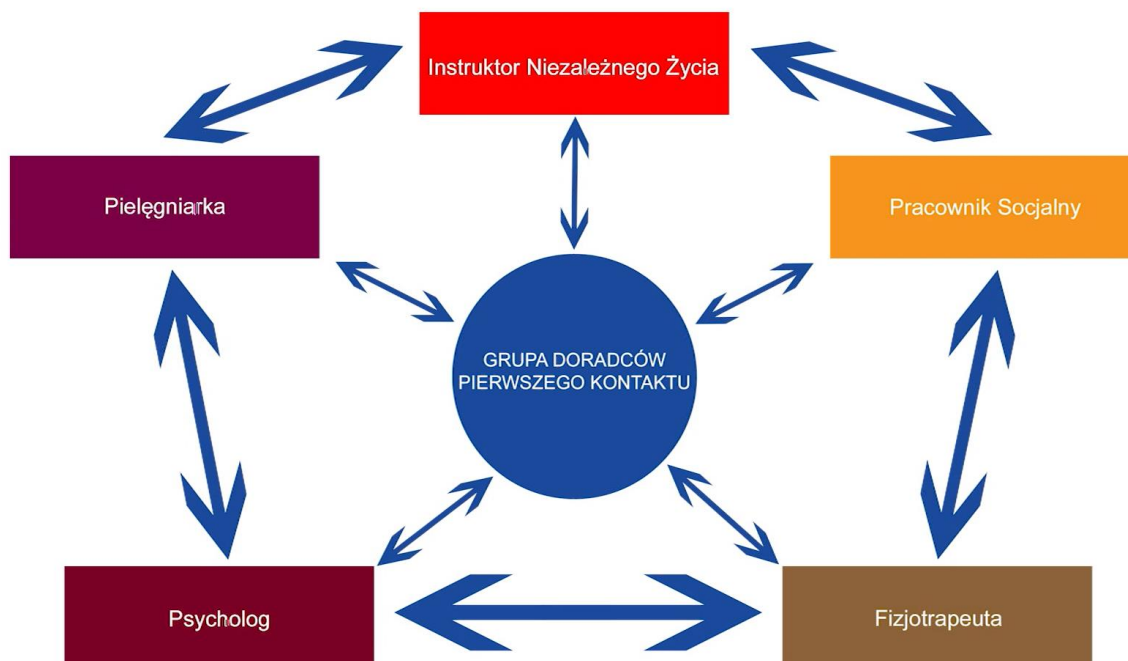 Instruktor Niezależnego Życia
Pielęgniarka
Pracownik Socjalny
GRUPA DORADCÓW
PIERWSZEGO KONTAKTU
Psycholog
Fizjotrapeuta